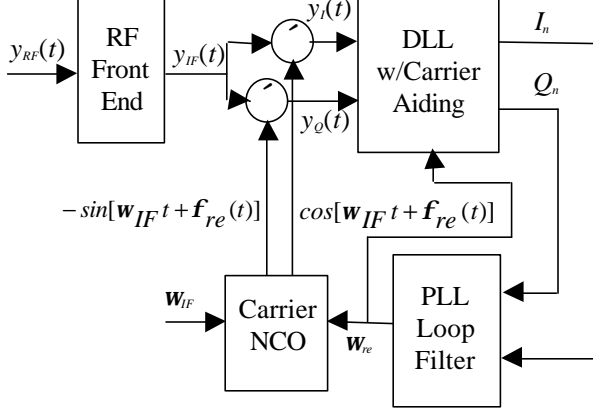 y_RF(t)
RF
Front
End
y_IF(t)
y_I(t)
y_Q(t)
DLL
w/Carrier
Aiding
I_n
Q_n
-sin[w_IF t+f_re(t)]
cos[w_IF t+f_re(t)]
w_IF
Carrier
NCO
w_re
PLL
Loop
Filter